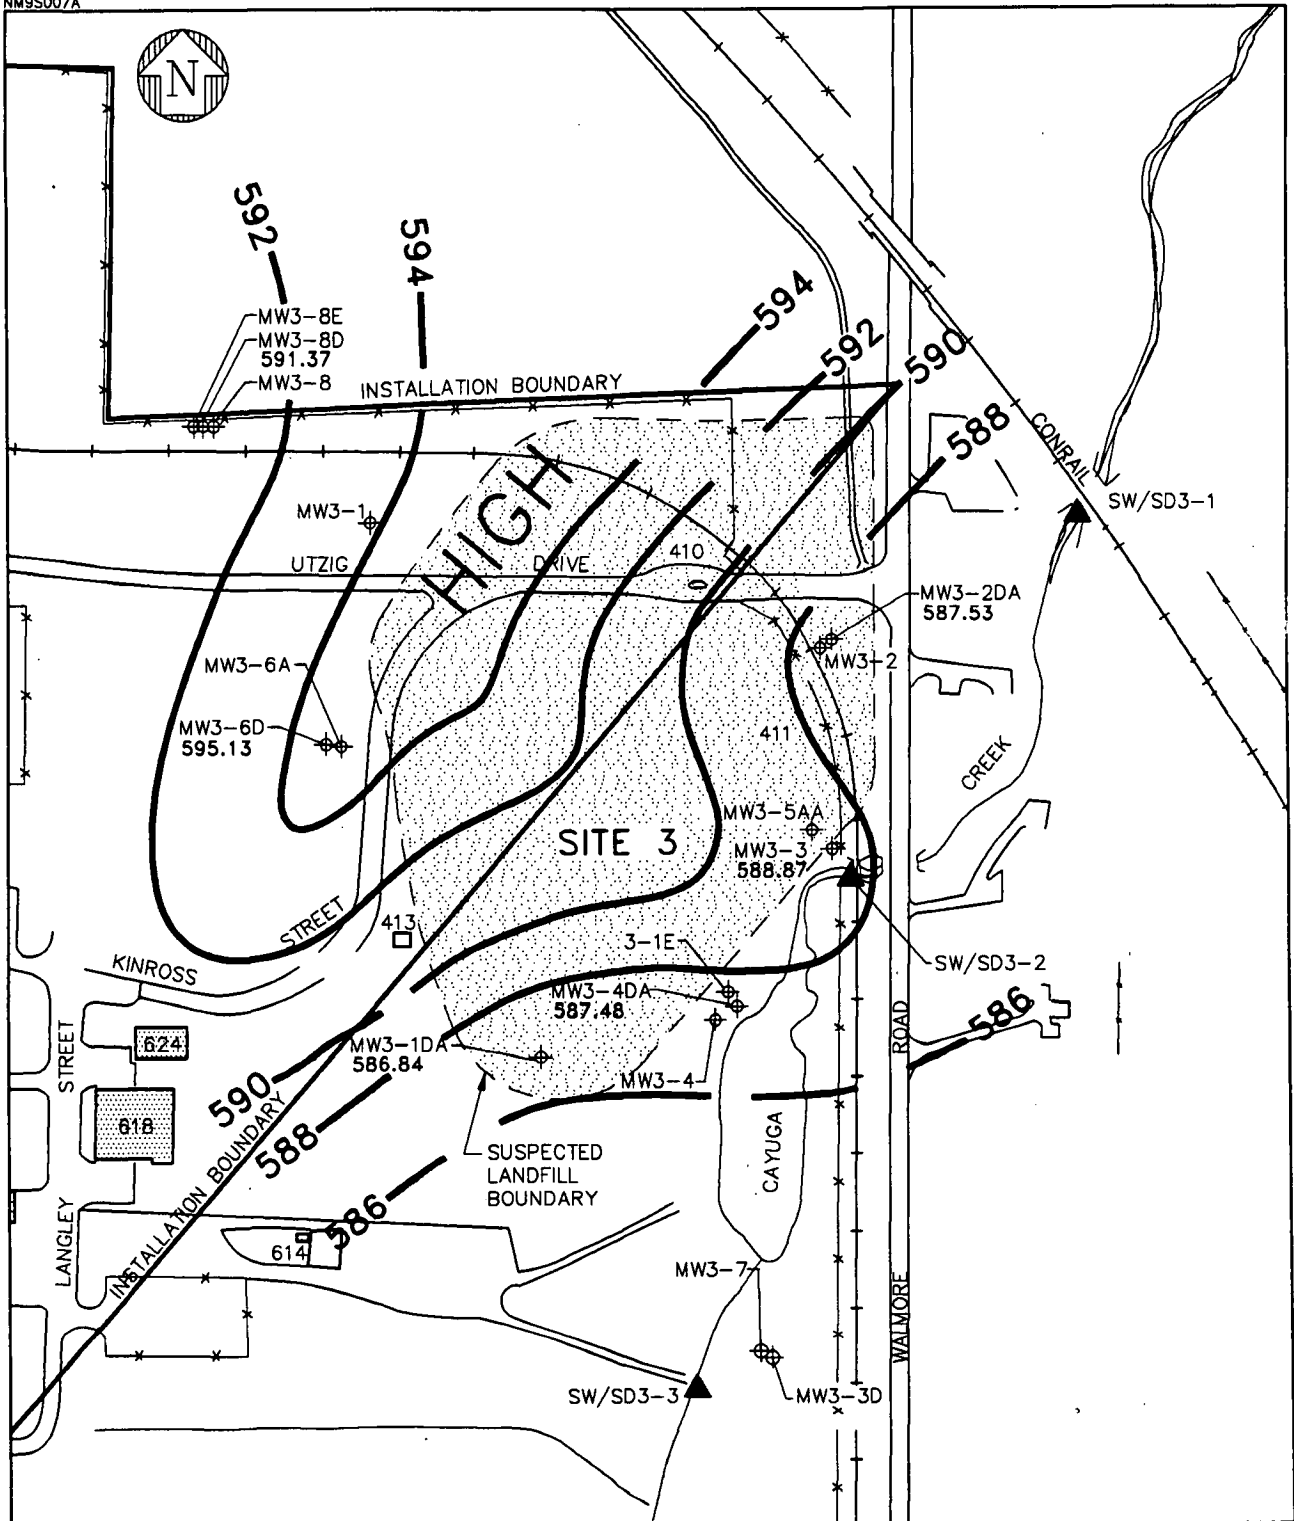 NM9S007A
N
592
594
594
592
590
588
MW3-8E
MW3-8D
591.37
MW3-8
INSTALLATION BOUNDARY
HIGH
CONRAIL
SW/SD3-1
MW3-1
UTZIG
DRIVE
410
MW3-2DA
587.53
MW3-2
MW3-6A
MW3-6D
595.13
411
CREEK
MW3-5AA
SITE 3
MW3-3
588.87
STREET
413
3-1E
KINROSS
SW/SD3-2
MW3-4DA
587.48
586
ROAD
STREET
624
MW3-1DA
586.84
MW3-4
590
618
588
CAYUGA
SUSPECTED
LANDFILL
BOUNDARY
INSTALLATION BOUNDARY
586
LANGLEY
614
MW3-7
WALMORE
SW/SD3-3
MW3-3D